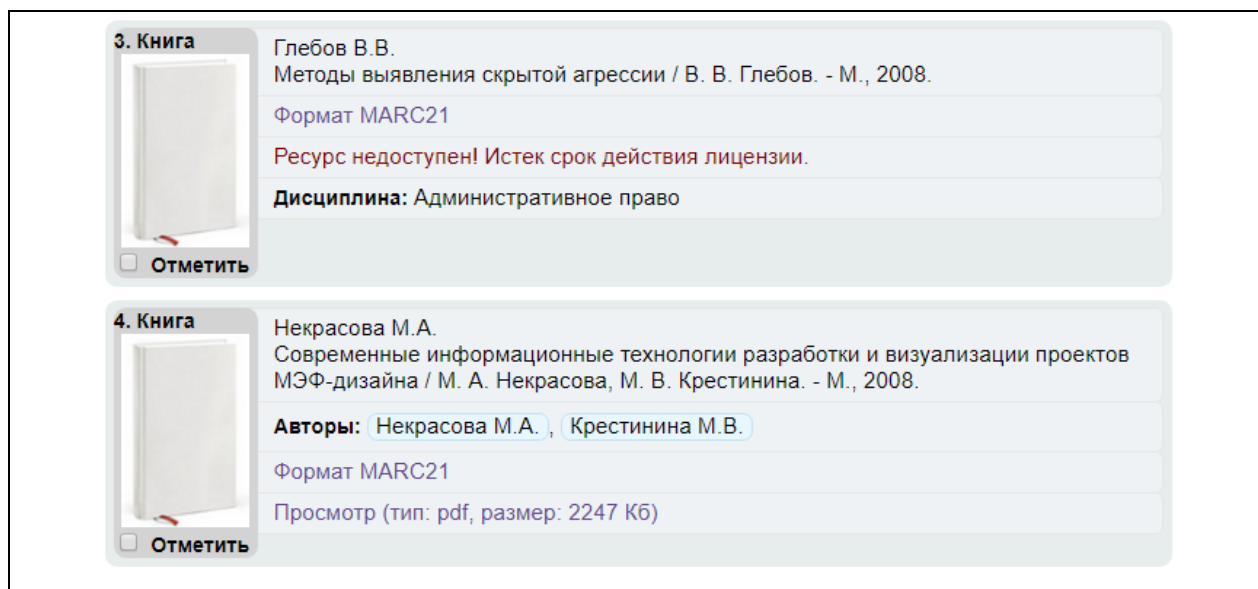 3. Книга
Глебов В.В.
Методы выявления скрытой агрессии / В. В. Глебов. - М., 2008.
Формат MARC21
Ресурс недоступен! Истек срок действия лицензии.
Дисциплина: Административное право
Отметить
4. Книга
Некрасова М.А.
Современные информационные технологии разработки и визуализации проектов
МЭФ-дизайна / М. А. Некрасова, М. В. Крестинина. - М., 2008.
Авторы: Некрасова М.А. , Крестинина М.В.
Формат MARC21
Просмотр (тип: pdf, размер: 2247 Кб)
Отметить